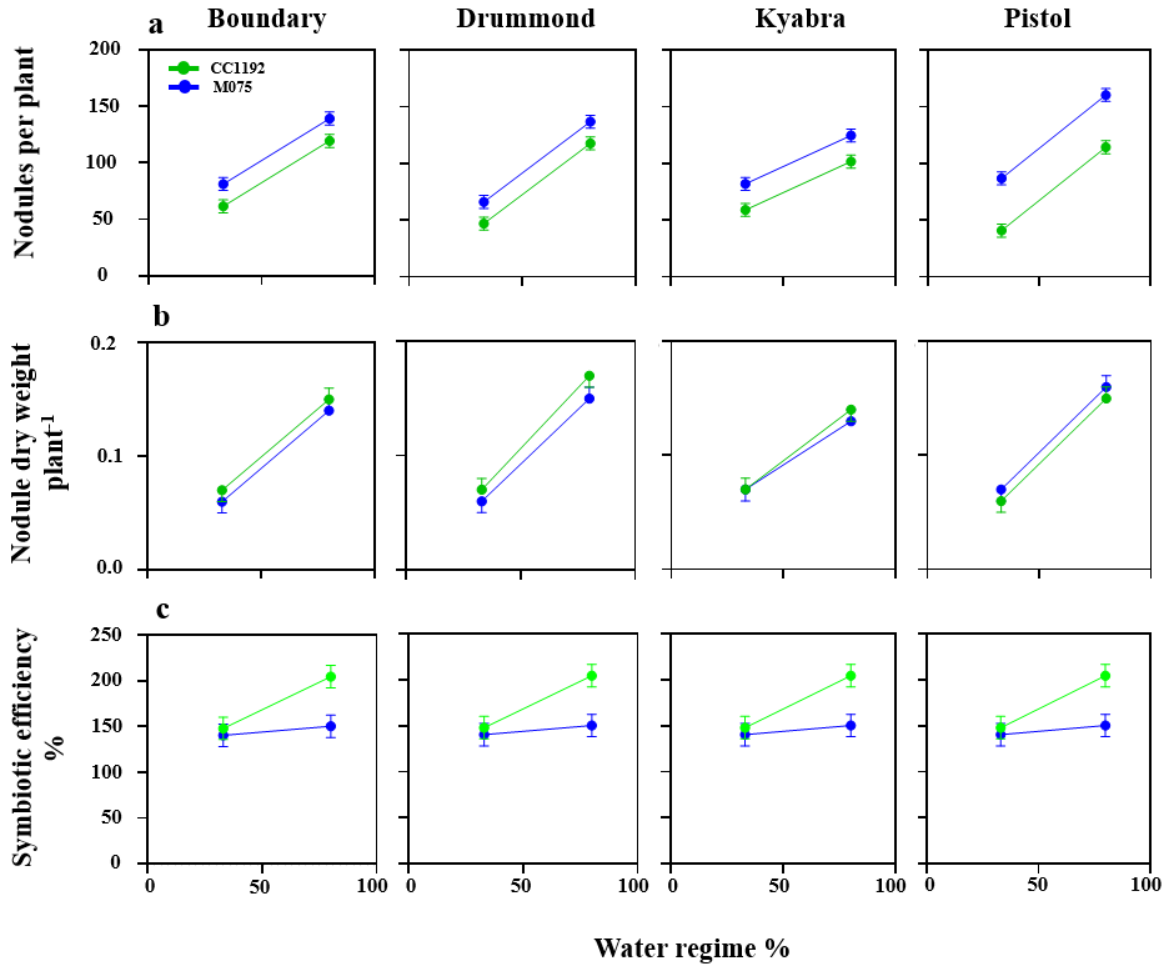 Boundary Drummond Kyabra Pistol
a
Nodules per plant
200
150
100
50
0
CC1192
M075
b
Nodule dry weight
plant⁻¹
0.2
0.1
0.0
c
Symbiotic efficiency
%
250
200
150
100
50
0
0 50 100 0 50 100 0 50 100 0 50 100
Water regime %